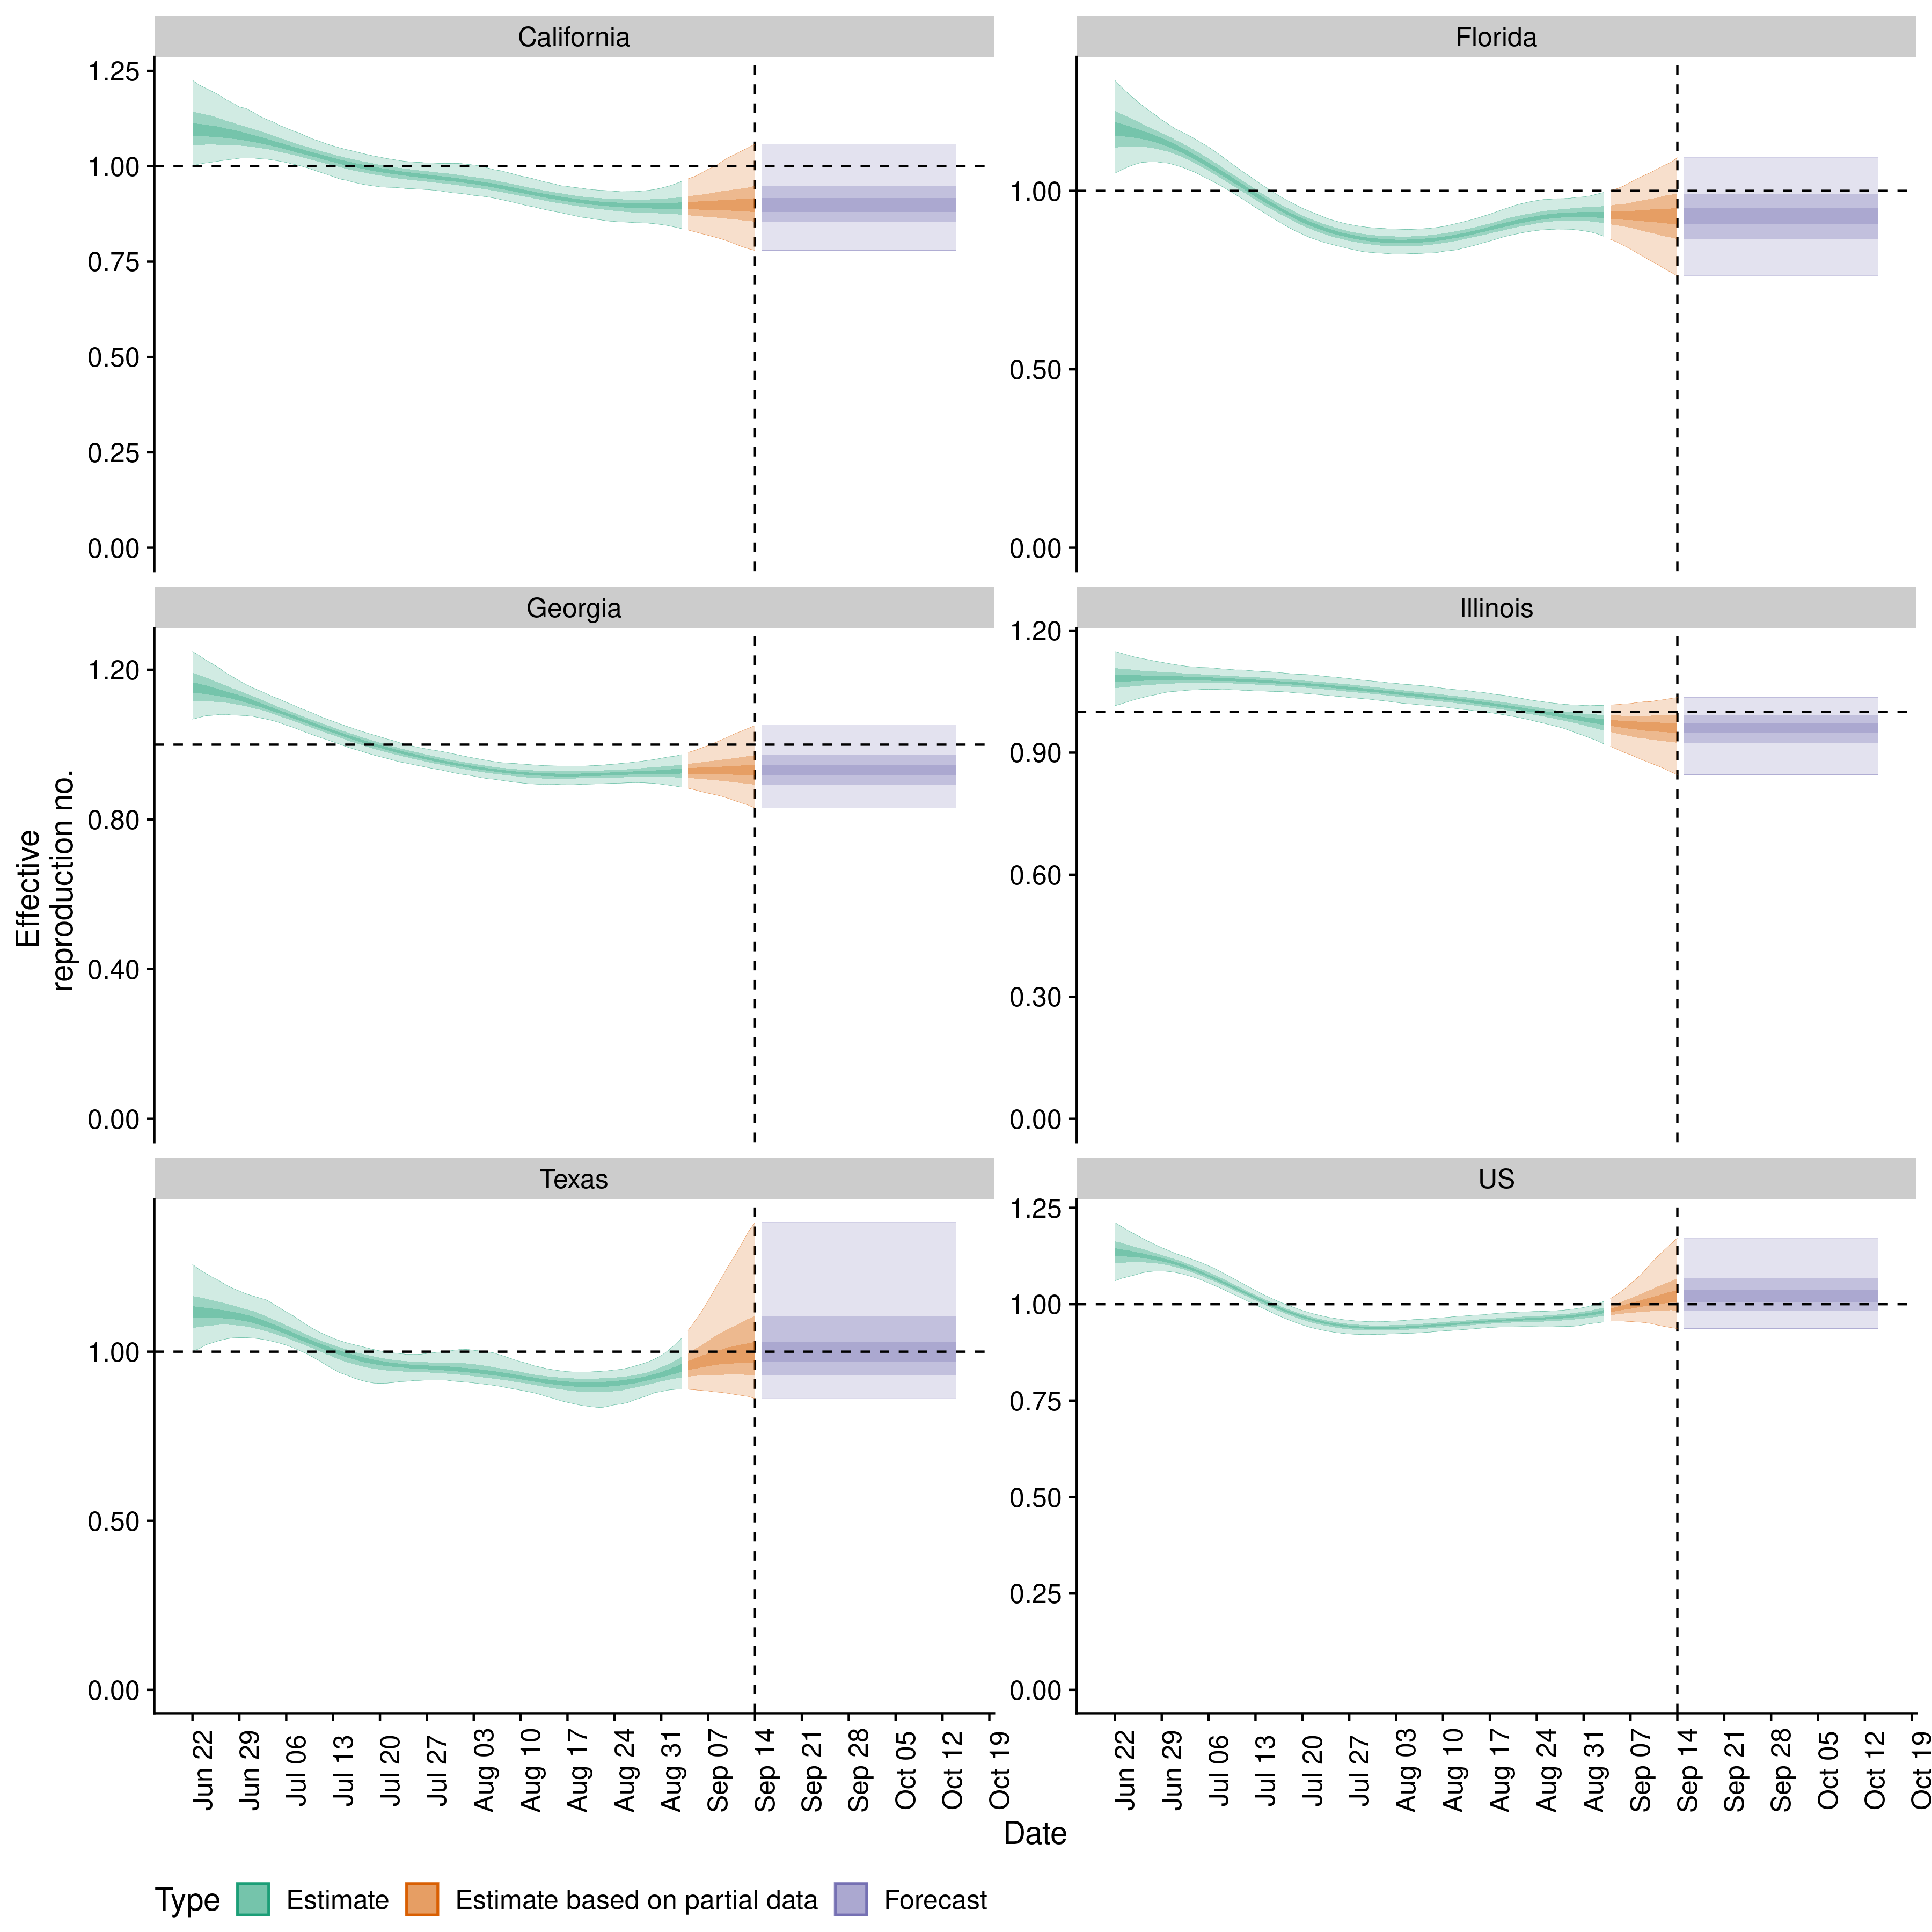 California
Florida
1.25
1.00
0.75
0.50
0.25
0.00
1.00
0.50
0.00
Georgia
Illinois
1.20
0.80
0.40
0.00
1.20
0.90
0.60
0.30
0.00
Texas
US
1.00
0.50
0.00
1.25
1.00
0.75
0.50
0.25
0.00
Effective
reproduction no.
Jun 22
Jun 29
Jul 06
Jul 13
Jul 20
Jul 27
Aug 03
Aug 10
Aug 17
Aug 24
Aug 31
Sep 07
Sep 14
Sep 21
Sep 28
Oct 05
Oct 12
Oct 19
Jun 22
Jun 29
Jul 06
Jul 13
Jul 20
Jul 27
Aug 03
Aug 10
Aug 17
Aug 24
Aug 31
Sep 07
Sep 14
Sep 21
Sep 28
Oct 05
Oct 12
Oct 19
Date
Type Estimate Estimate based on partial data Forecast